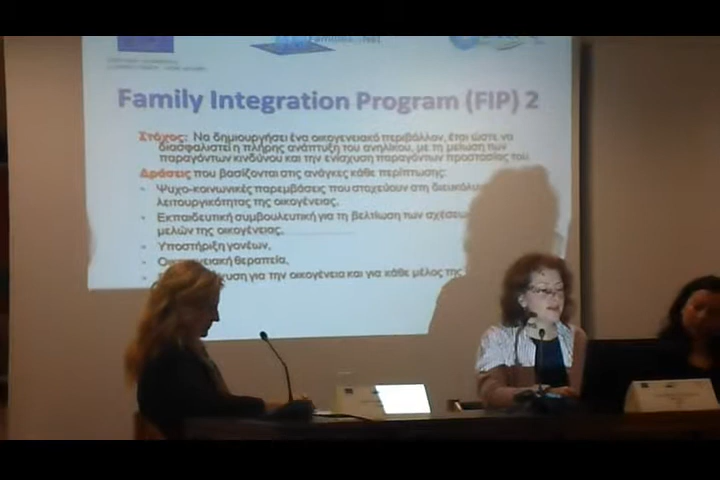 Family Integration Program (FIP) 2
Στόχος: Να δημιουργήσει ένα οικογενειακό περιβάλλον, έτσι ώστε να
διασφαλιστεί η πλήρης ανάπτυξη του ανηλίκου, με τη μείωση των
παραγόντων κινδύνου και την ενίσχυση παραγόντων προστασίας του
Δράσεις που βασίζονται στις ανάγκες κάθε περίπτωσης:
• Ψυχο-κοινωνικές παρεμβάσεις που στοχεύουν στη
λειτουργικότητας της οικογένειας,
• Εκπαιδευτική συμβουλευτική για τη βελτίωση των
μελών της οικογένειας,
• Υποστήριξη γονέων,
• θεραπεία,
για την οικογένεια και για κάθε μέλος της